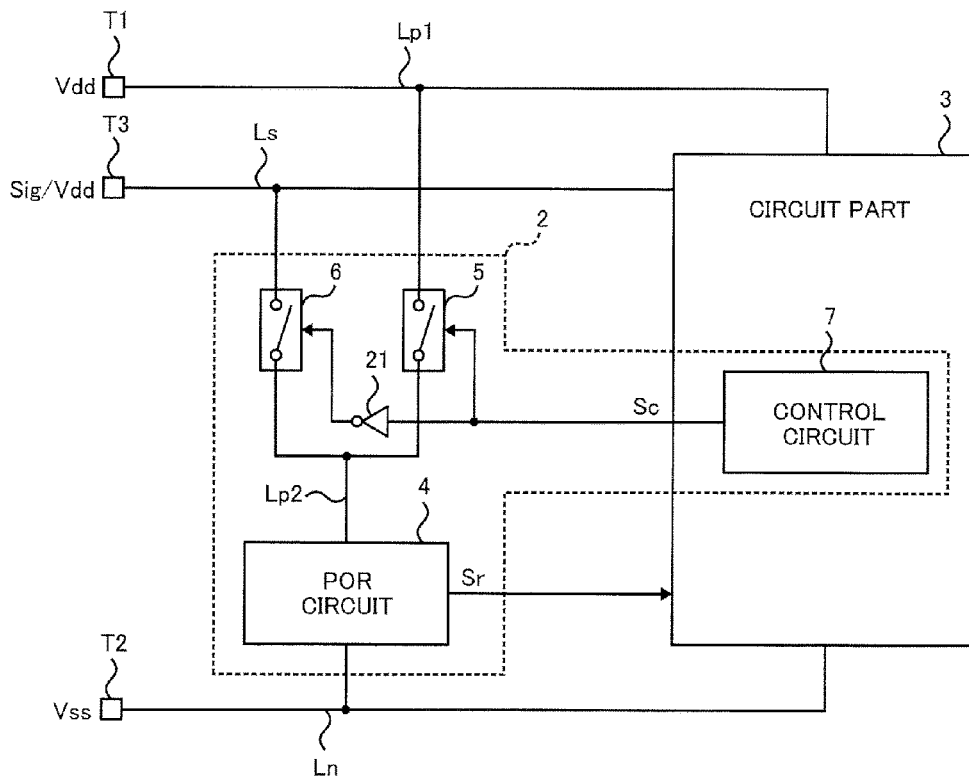 T1
Lp1
Vdd
3
T3
Ls
Sig/Vdd
CIRCUIT PART
2
6
5
7
21
Sc
CONTROL
CIRCUIT
Lp2
4
POR
CIRCUIT
Sr
T2
Vss
Ln